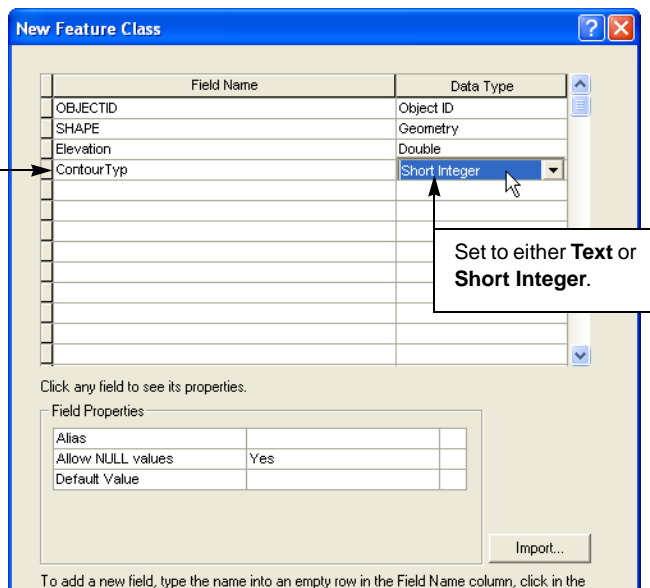 New Feature Class
Field Name Data Type
OBJECTID Object ID
SHAPE Geometry
Elevation Double
ContourTyp Short Integer
Set to either Text or
Short Integer.
Click any field to see its properties.
Field Properties
Alias
Allow NULL values Yes
Default Value
Import...
To add a new field, type the name into an empty row in the Field Name column, click in the